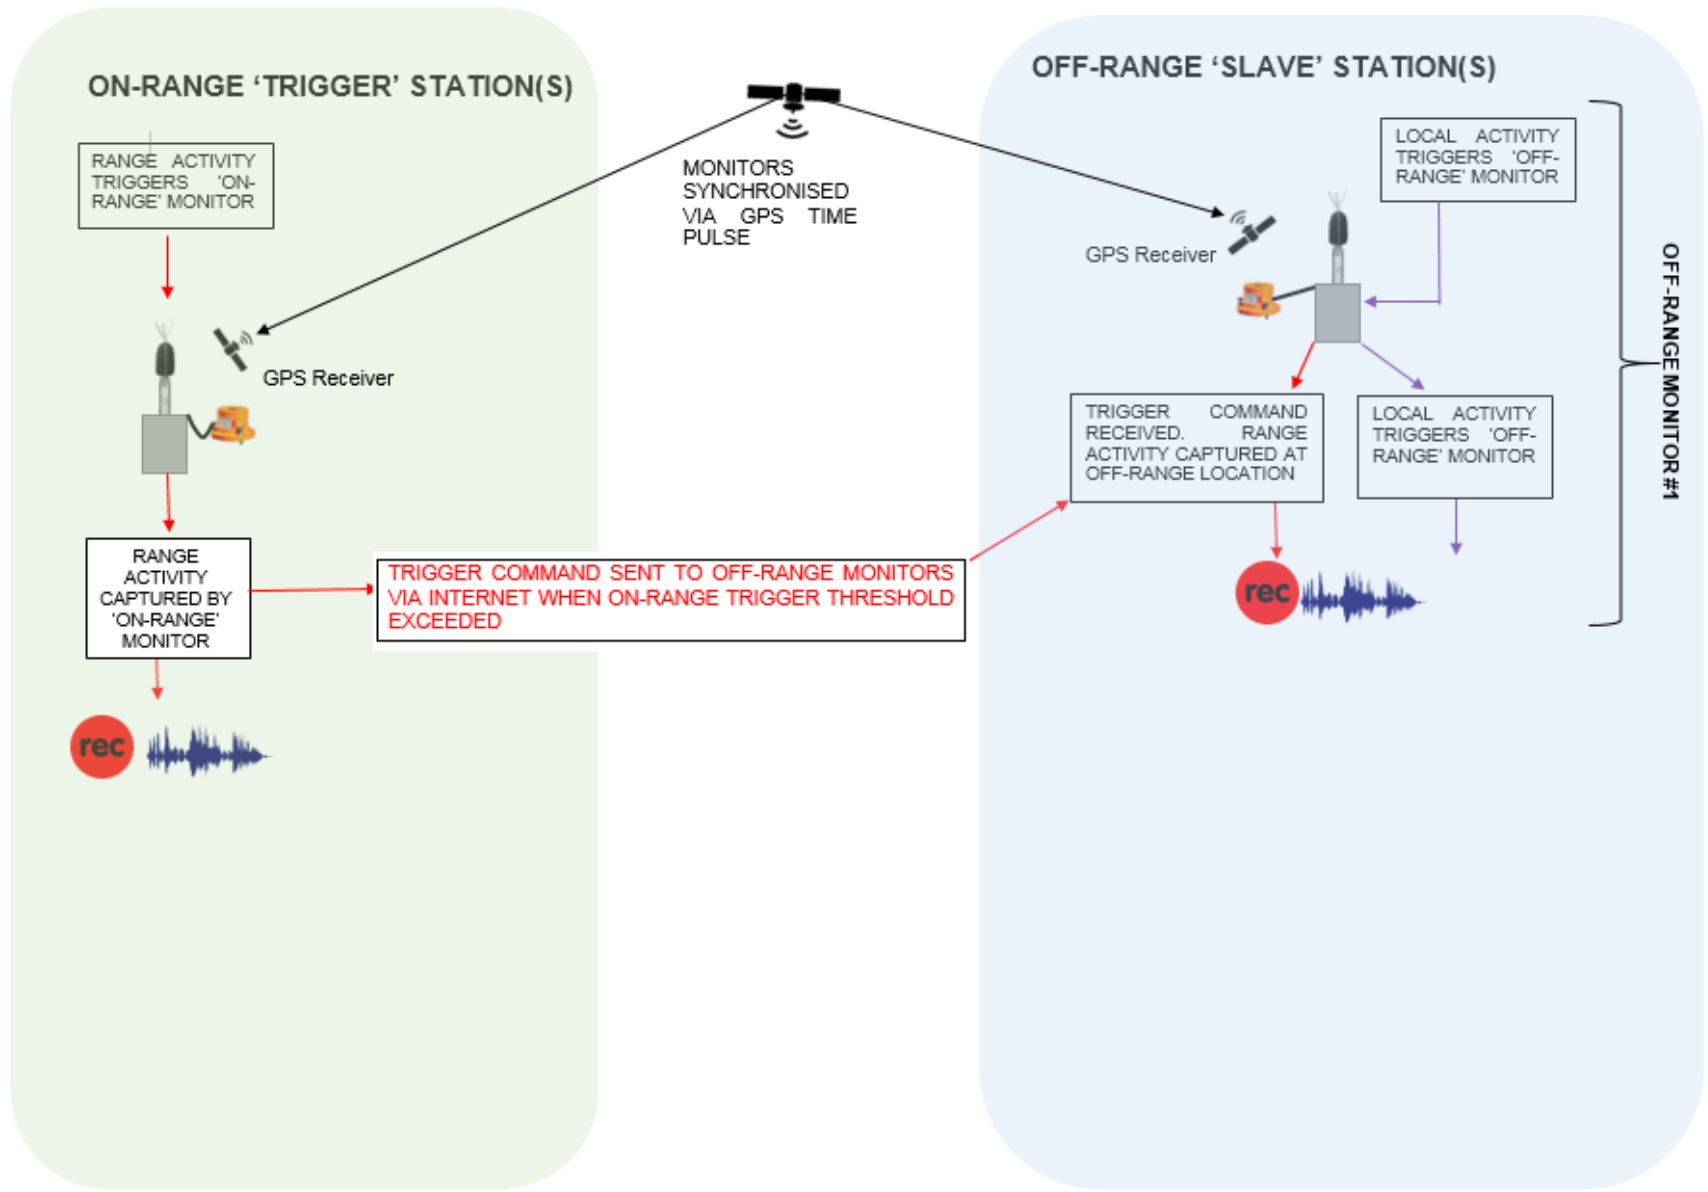 ON-RANGE ‘TRIGGER’ STATION(S)
RANGE ACTIVITY
TRIGGERS 'ON-
RANGE' MONITOR
GPS Receiver
RANGE
ACTIVITY
CAPTURED BY
'ON-RANGE'
MONITOR
rec
MONITORS
SYNCHRONISED
VIA GPS TIME
PULSE
TRIGGER COMMAND SENT TO OFF-RANGE MONITORS
VIA INTERNET WHEN ON-RANGE TRIGGER THRESHOLD
EXCEEDED
OFF-RANGE ‘SLAVE’ STATION(S)
LOCAL ACTIVITY
TRIGGERS 'OFF-
RANGE' MONITOR
GPS Receiver
TRIGGER COMMAND
RECEIVED. RANGE
ACTIVITY CAPTURED AT
OFF-RANGE LOCATION
LOCAL ACTIVITY
TRIGGERS 'OFF-
RANGE' MONITOR
rec
OFF-RANGE MONITOR #1